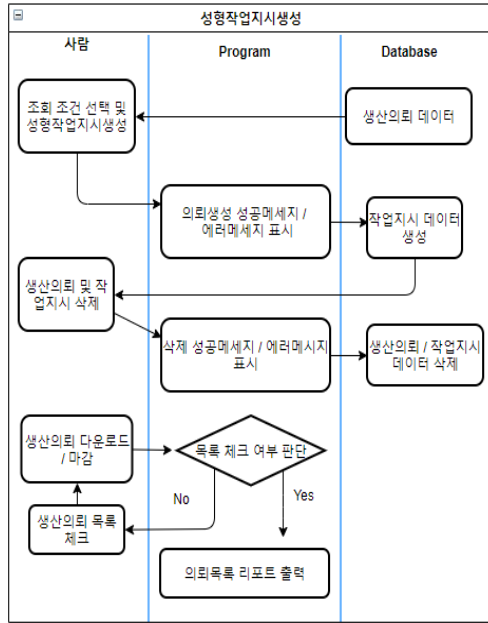 성형작업지시생성
사람
Program
Database
조회 조건 선택 및
성형작업지시생성
생산의뢰 데이터
의뢰생성 성공메세지 /
에러메세지 표시
작업지시 데이터
생성
생산의뢰 및 작
업지시 삭제
삭제 성공메세지 / 에러메시지
표시
생산의뢰 / 작업지시
데이터 삭제
생산의뢰 다운로드
/ 마감
목록 체크 여부 판단
No
Yes
생산의뢰 목록
체크
의뢰목록 리포트 출력